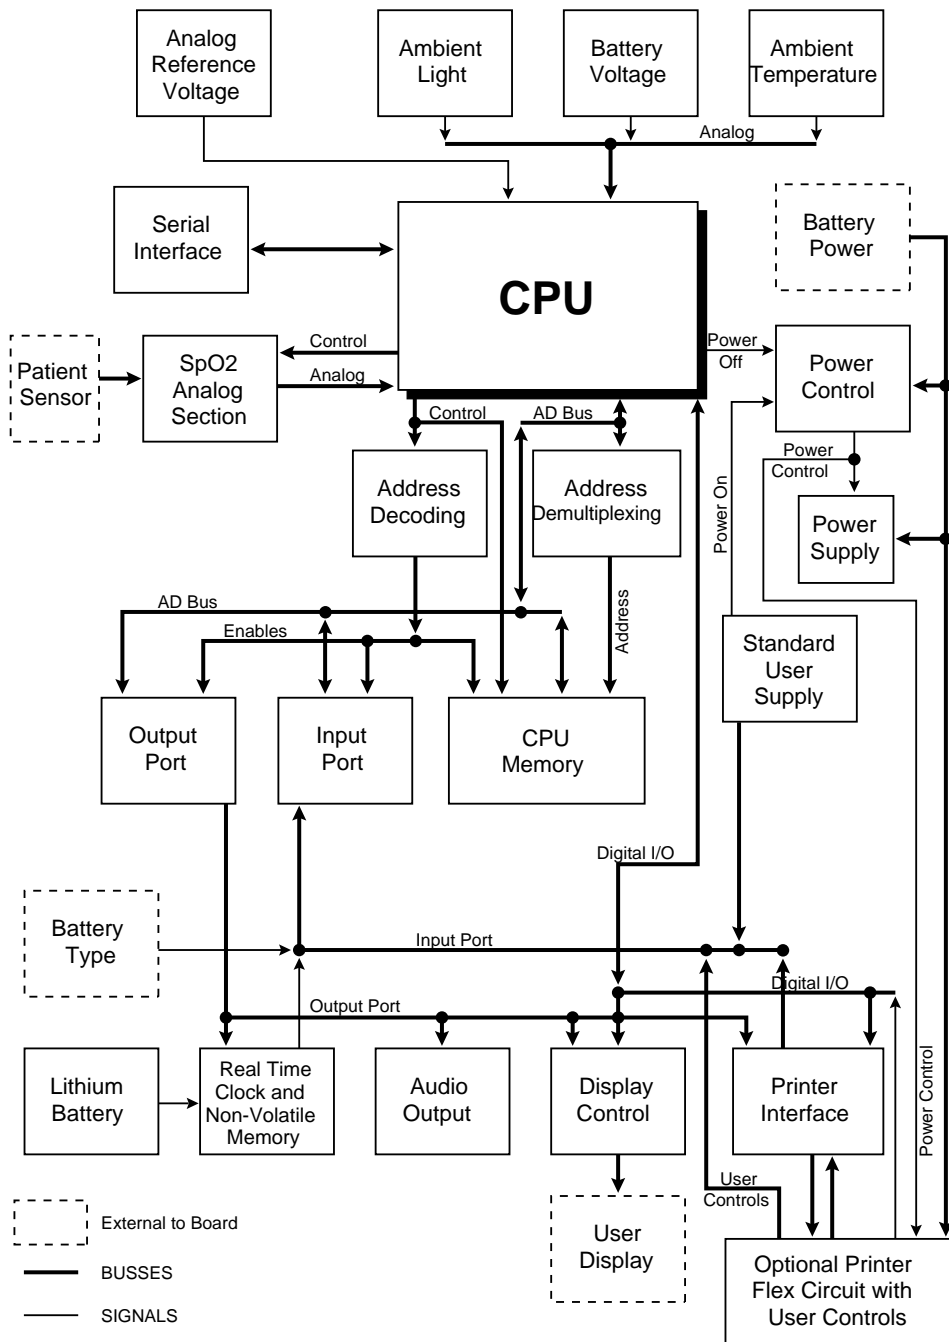 Analog
Reference
Voltage
Ambient
Light
Battery
Voltage
Ambient
Temperature
Analog
Serial
Interface
CPU
Battery
Power
Patient
Sensor
SpO2
Analog
Section
Control
Analog
Power
Off
Power
Control
Control
AD Bus
Address
Decoding
Address
Demultiplexing
Power On
Power
Control
Power
Supply
AD Bus
Enables
Address
Standard
User
Supply
Output
Port
Input
Port
CPU
Memory
Digital I/O
Battery
Type
Input Port
Digital I/O
Output Port
Lithium
Battery
Real Time
Clock and
Non-Volatile
Memory
Audio
Output
Display
Control
Printer
Interface
Power Control
User
Controls
External to Board
User
Display
BUSSES
SIGNALS
Optional Printer
Flex Circuit with
User Controls